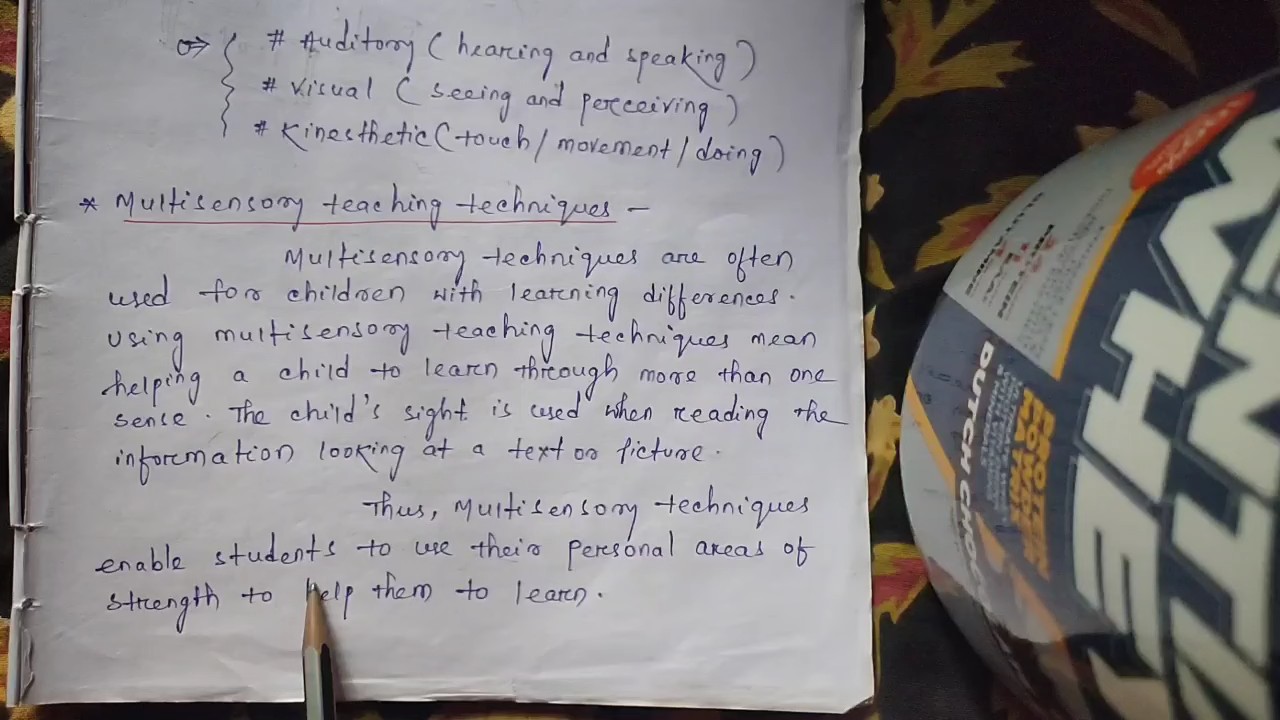 ⇒ { # Auditory ( hearing and speaking )
# Visual ( seeing and perceiving )
# Kinesthetic ( touch / movement / doing )
* Multisensory teaching techniques –
Multisensory techniques are often
used for children with learning differences.
Using multisensory teaching techniques mean
helping a child to learn through more than one
sense. The child's sight is used when reading the
information looking at a text or picture.
Thus, Multisensory techniques
enable students to use their personal areas of
strength to help them to learn.
DUTCH CHOCO
THE